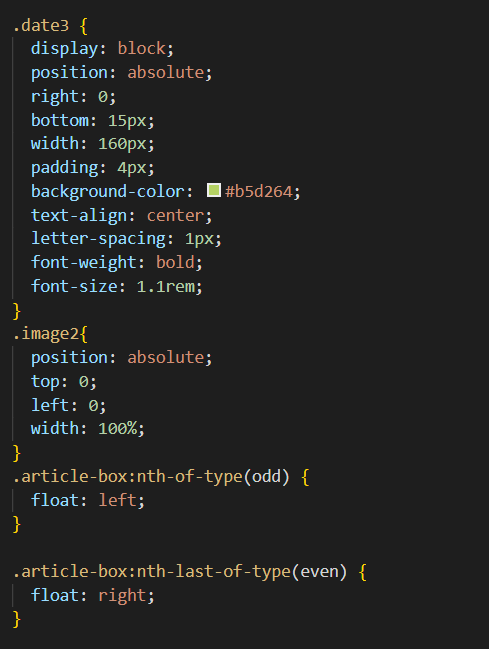 .date3 {
  display: block;
  position: absolute;
  right: 0;
  bottom: 15px;
  width: 160px;
  padding: 4px;
  background-color: #b5d264;
  text-align: center;
  letter-spacing: 1px;
  font-weight: bold;
  font-size: 1.1rem;
}
.image2{
  position: absolute;
  top: 0;
  left: 0;
  width: 100%;
}
.article-box:nth-of-type(odd) {
  float: left;
}

.article-box:nth-last-of-type(even) {
  float: right;
}